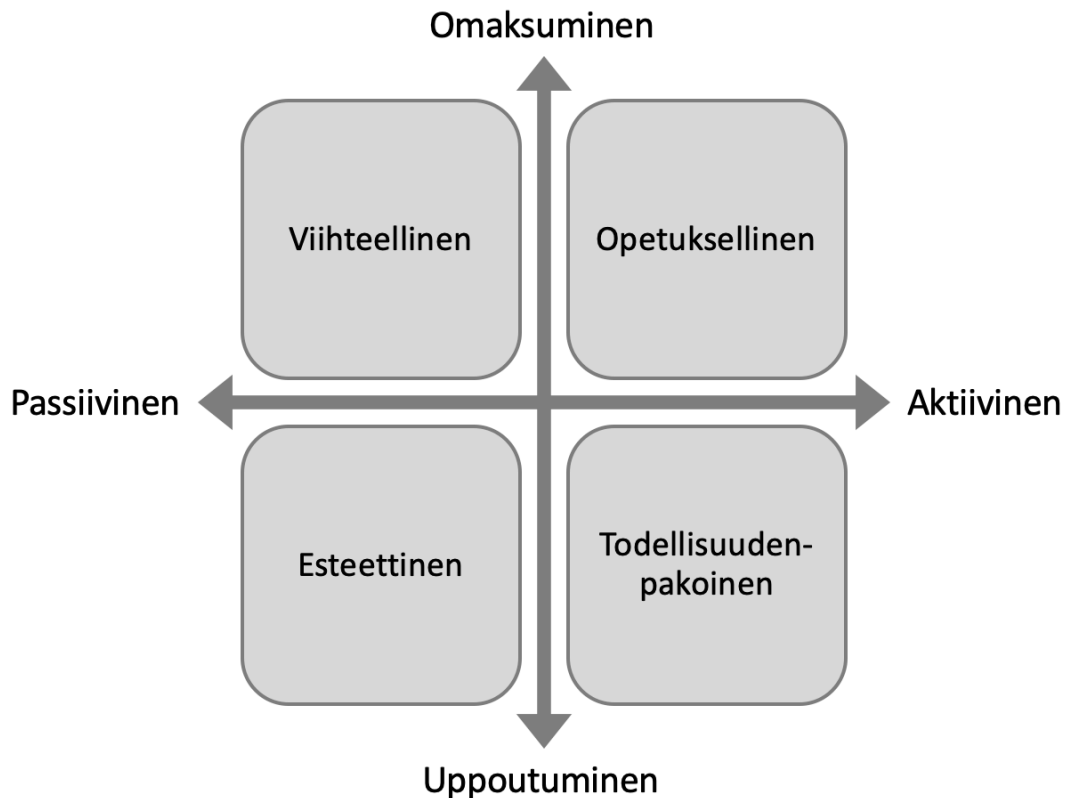 Omaksuminen
Viihteellinen
Opetuksellinen
Passiivinen
Aktiivinen
Esteettinen
Todellisuuden-
pakoinen
Uppoutuminen